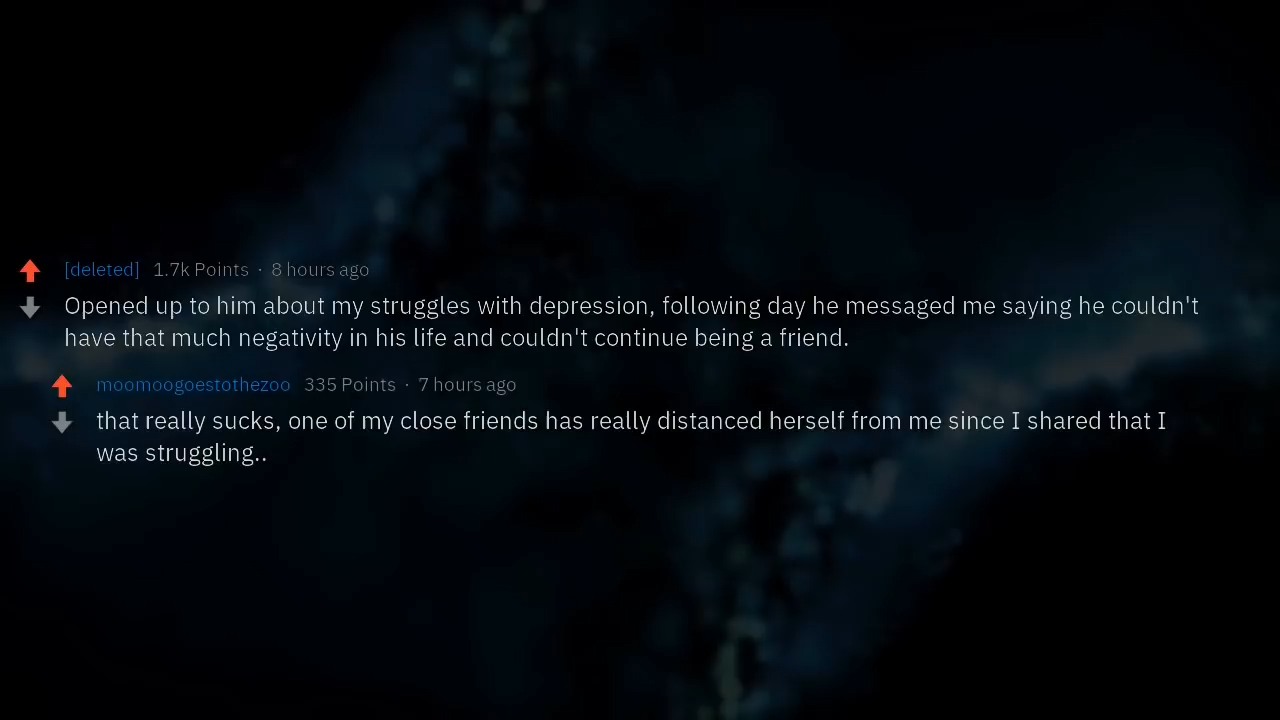 [deleted] 1.7k Points · 8 hours ago
Opened up to him about my struggles with depression, following day he messaged me saying he couldn't
have that much negativity in his life and couldn't continue being a friend.
moomoogoestothezoo 335 Points · 7 hours ago
that really sucks, one of my close friends has really distanced herself from me since I shared that I
was struggling..